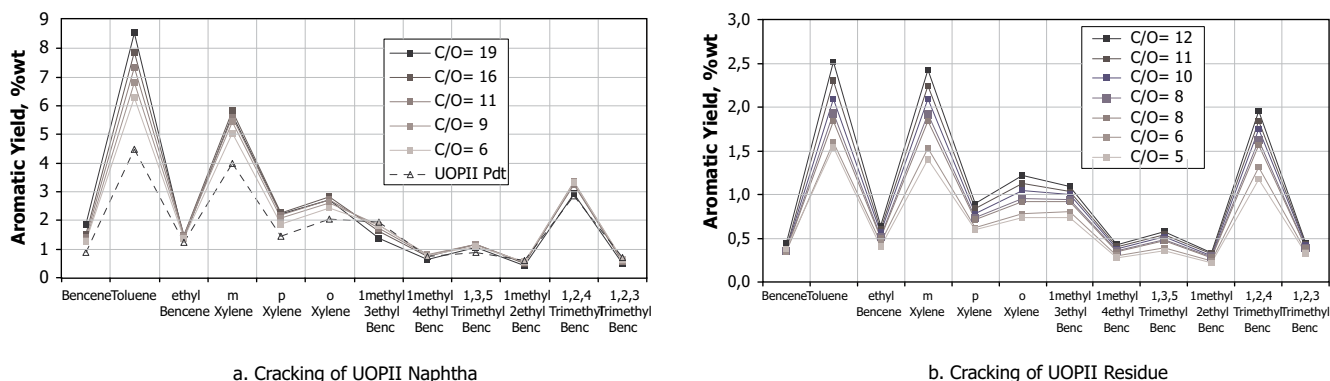 Aromatic Yield, %wt
9
8
7
6
5
4
3
2
1
0
C/O= 19
C/O= 16
C/O= 11
C/O= 9
C/O= 6
UOPII Pdt
Bencene
Toluene
ethyl
Bencene
m
Xylene
p
Xylene
o
Xylene
1methyl
3ethyl
Benc
1methyl
4ethyl
Benc
1,3,5
Trimethyl
Benc
1methyl
2ethyl
Benc
1,2,4
Trimethyl
Benc
1,2,3
Trimethyl
Benc
a. Cracking of UOPII Naphtha
Aromatic Yield, %wt
3,0
2,5
2,0
1,5
1,0
0,5
0,0
C/O= 12
C/O= 11
C/O= 10
C/O= 8
C/O= 8
C/O= 6
C/O= 5
Bencene
Toluene
ethyl
Bencene
m
Xylene
p
Xylene
o
Xylene
1methyl
3ethyl
Benc
1methyl
4ethyl
Benc
1,3,5
Trimethyl
Benc
1methyl
2ethyl
Benc
1,2,4
Trimethyl
Benc
1,2,3
Trimethyl
Benc
b. Cracking of UOPII Residue